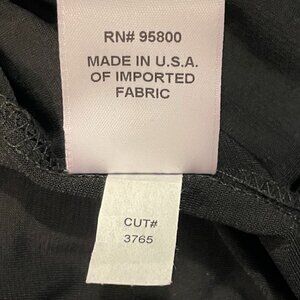 RN# 95800
MADE IN U.S.A.
OF IMPORTED
FABRIC
CUT#
3765